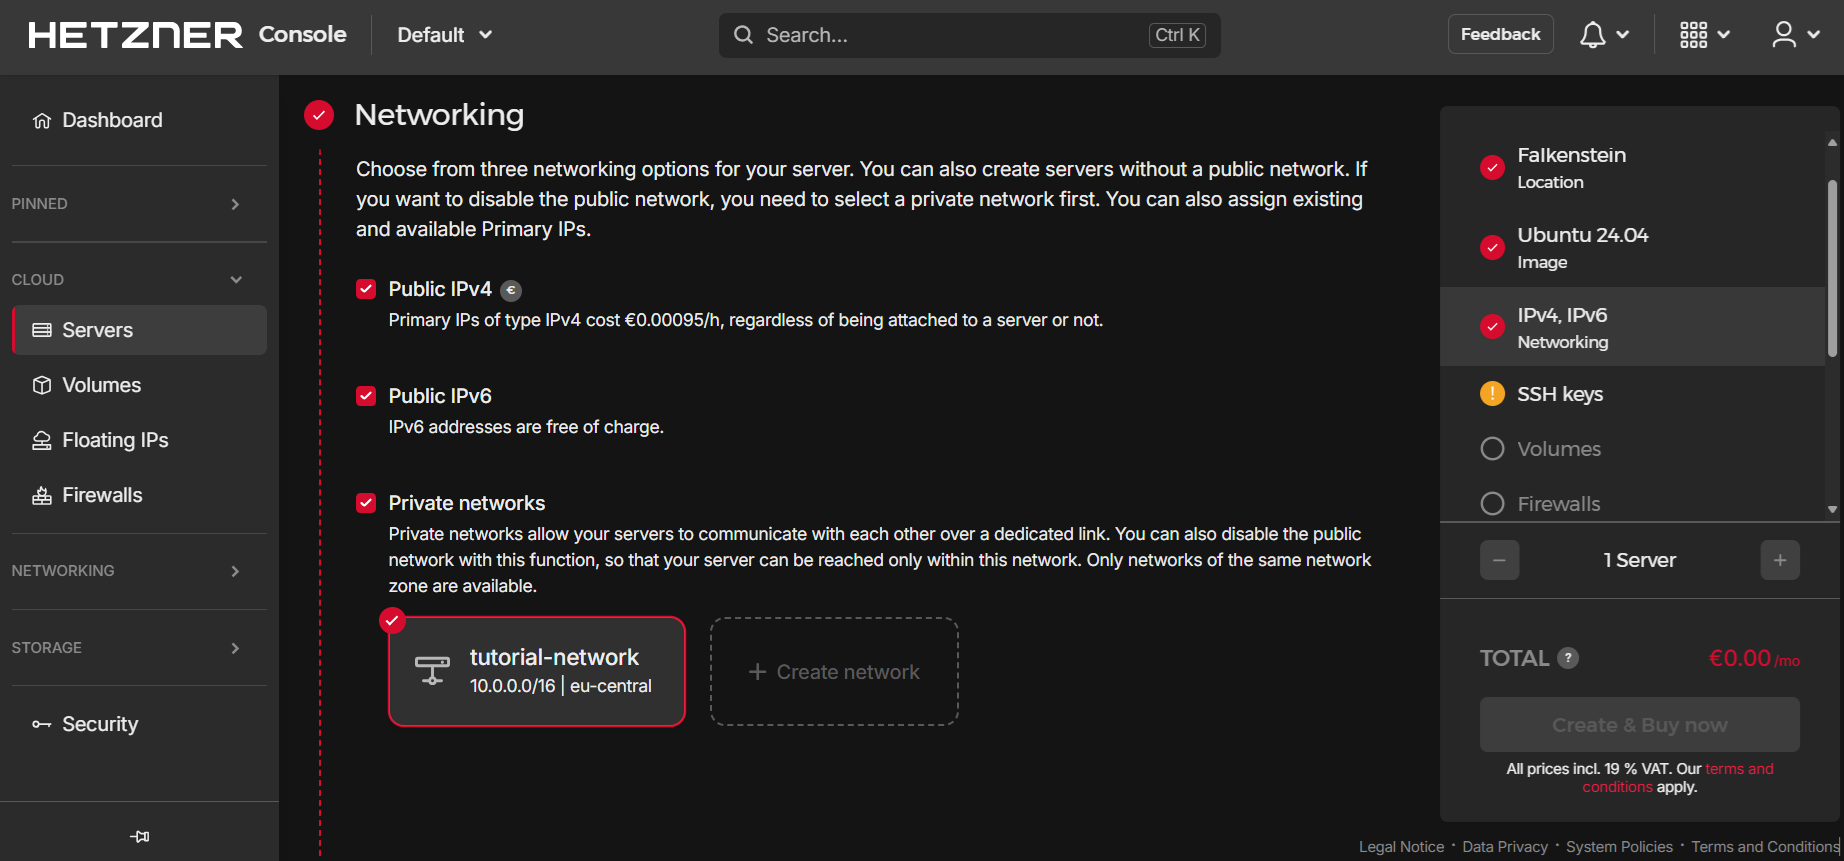 HETZNER Console
Default
Search...
Ctrl K
Feedback
Dashboard
PINNED
CLOUD
Servers
Volumes
Floating IPs
Firewalls
NETWORKING
STORAGE
Security
Networking
Choose from three networking options for your server. You can also create servers without a public network. If
you want to disable the public network, you need to select a private network first. You can also assign existing
and available Primary IPs.
Public IPv4 €
Primary IPs of type IPv4 cost €0.00095/h, regardless of being attached to a server or not.
Public IPv6
IPv6 addresses are free of charge.
Private networks
Private networks allow your servers to communicate with each other over a dedicated link. You can also disable the public
network with this function, so that your server can be reached only within this network. Only networks of the same network
zone are available.
tutorial-network
10.0.0.0/16 | eu-central
+ Create network
Falkenstein
Location
Ubuntu 24.04
Image
IPv4, IPv6
Networking
! SSH keys
Volumes
Firewalls
− 1 Server +
TOTAL ? €0.00 /mo
Create & Buy now
All prices incl. 19 % VAT. Our terms and
conditions apply.
Legal Notice · Data Privacy · System Policies · Terms and Conditions